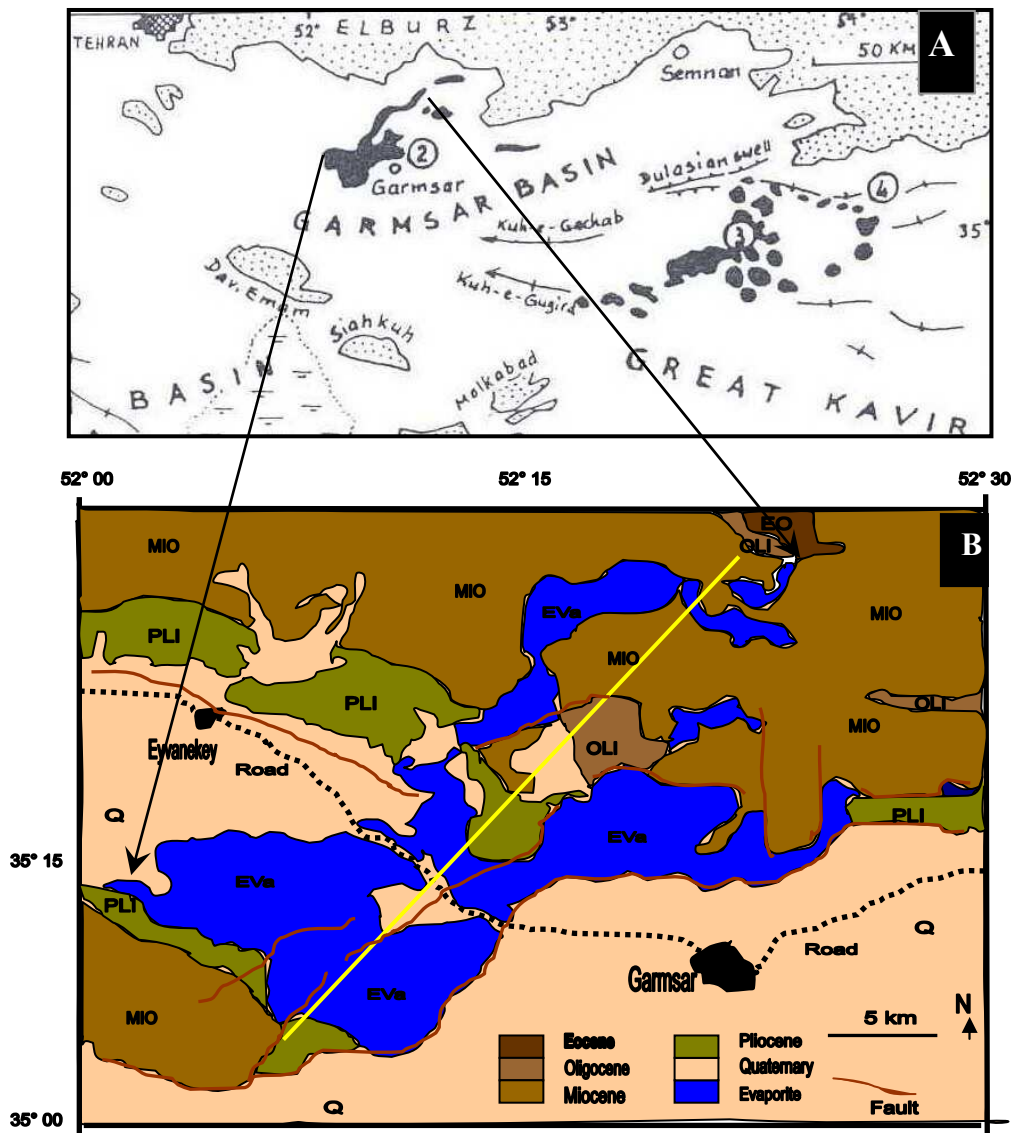 A
TEHRAN
52°
ELBURZ
53°
54°
50 KM
Semnan
2
Garmsar
GARMSAR BASIN
Dulasian swell
4
Kuh-e-Gachab
3
35°
Kuh-e-Gugird
Dav. Emam
Siahkuh
BASIN
Malkabad
GREAT KAVIR
52° 00
52° 15
52° 30
B
EO
OLI
MIO
MIO
EVa
MIO
MIO
PLI
PLI
OLI
MIO
OLI
Eyvanekey
Road
Q
PLI
EVa
35° 15
EVa
PLI
Q
Road
Garmsar
EVa
MIO
N
5 km
Eocene
Oligocene
Miocene
Pliocene
Quaternary
Evaporite
Fault
Q
35° 00